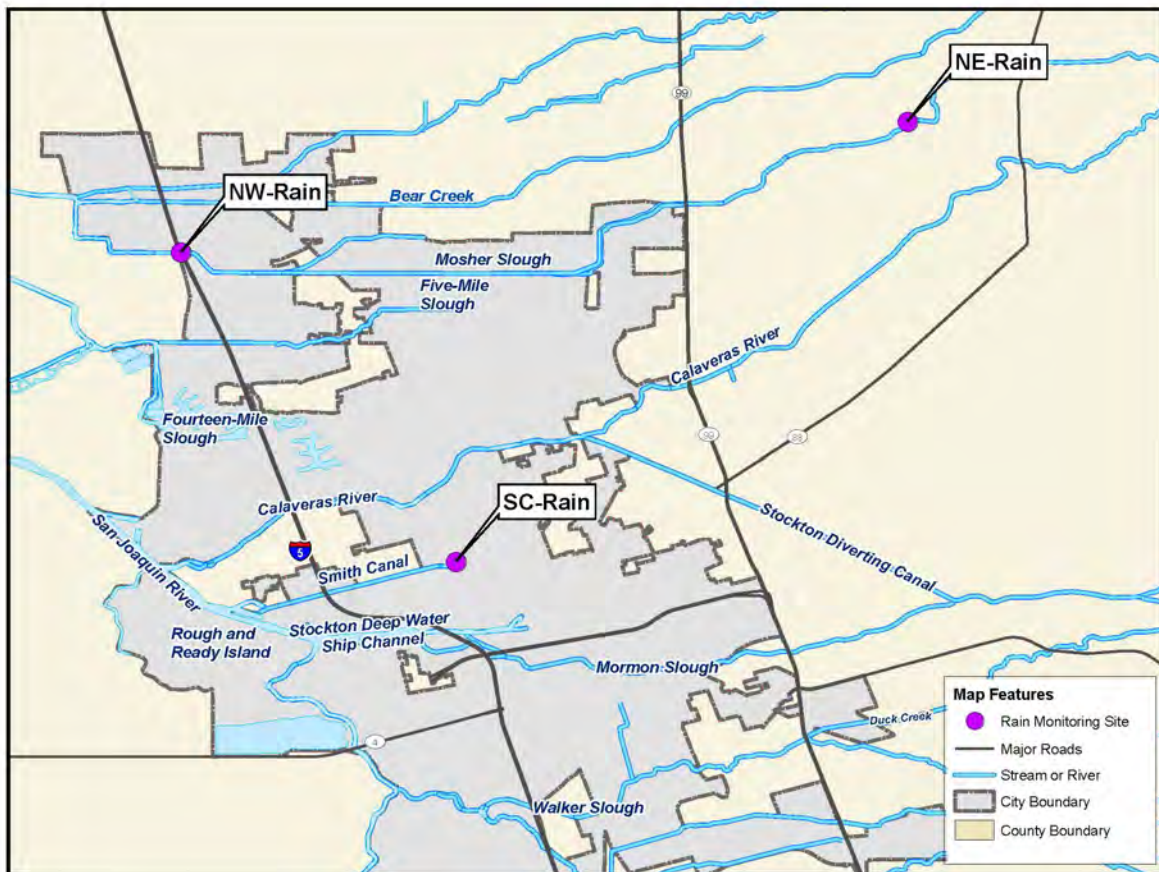 NE-Rain
99
NW-Rain
Bear Creek
Mosher Slough
Five-Mile
Slough
Calaveras River
Fourteen-Mile
Slough
99
88
SC-Rain
Calaveras River
San Joaquin River
5
Smith Canal
Stockton Diverting Canal
Rough and
Ready Island
Stockton Deep Water
Ship Channel
Mormon Slough
Duck Creek
4
Walker Slough
Map Features
Rain Monitoring Site
Major Roads
Stream or River
City Boundary
County Boundary